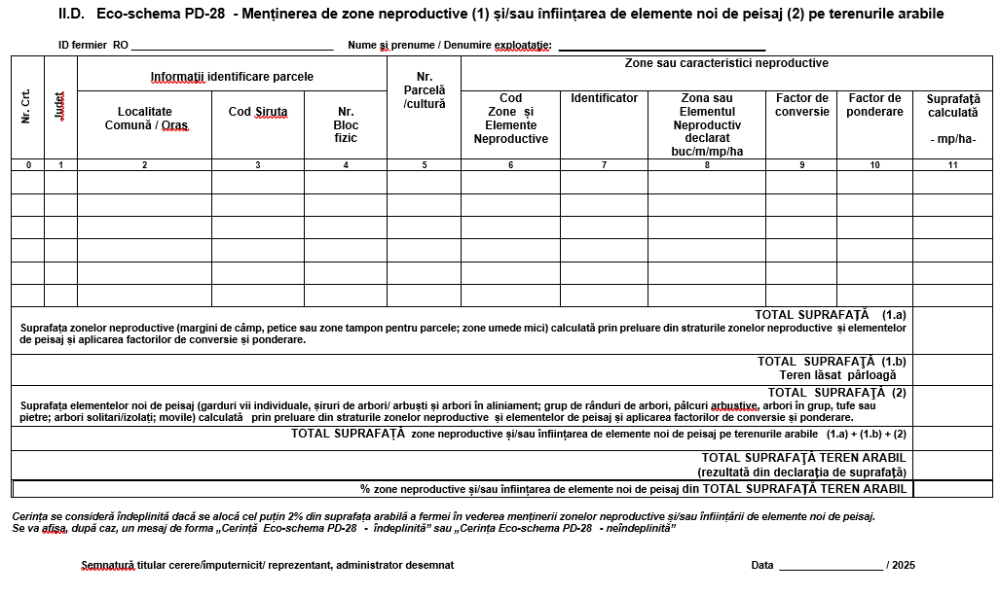 II.D. Eco-schema PD-28 - Menținerea de zone neproductive (1) și/sau înființarea de elemente noi de peisaj (2) pe terenurile arabile
ID fermier RO ____________________ Nume și prenume / Denumire exploatație: ____________________
Nr. Crt.
Județ
Informații identificare parcele
Nr.
Parcelă
/cultură
Zone sau caracteristici neproductive
Localitate
Comună / Oraș
Cod Siruta
Nr.
Bloc
fizic
Cod
Zone și
Elemente
Neproductive
Identificator
Zona sau
Elementul
Neproductiv
declarat
buc/m/mp/ha
Factor de
conversie
Factor de
ponderare
Suprafață
calculată
- mp/ha-
0 1 2 3 4 5 6 7 8 9 10 11
TOTAL SUPRAFAȚĂ (1.a)
Suprafața zonelor neproductive (margini de câmp, petice sau zone tampon pentru parcele; zone umede mici) calculată prin preluare din straturile zonelor neproductive și elementelor
de peisaj și aplicarea factorilor de conversie și ponderare.
TOTAL SUPRAFAȚĂ (1.b)
Teren lăsat pârloagă
TOTAL SUPRAFAȚĂ (2)
Suprafața elementelor noi de peisaj (garduri vii individuale, șiruri de arbori/ arbuști și arbori în aliniament; grup de rânduri de arbori, pâlcuri arbustive, arbori în grup, tufe sau
pietre; arbori solitari/izolați; movile) calculată prin preluare din straturile zonelor neproductive și elementelor de peisaj și aplicarea factorilor de conversie și ponderare.
TOTAL SUPRAFAȚĂ zone neproductive și/sau înființarea de elemente noi de peisaj pe terenurile arabile (1.a) + (1.b) + (2)
TOTAL SUPRAFAȚĂ TEREN ARABIL
(rezultată din declarația de suprafață)
% zone neproductive și/sau înființarea de elemente noi de peisaj din TOTAL SUPRAFAȚĂ TEREN ARABIL
Cerința se consideră îndeplinită dacă se alocă cel puțin 2% din suprafața arabilă a fermei în vederea menținerii zonelor neproductive și/sau înființării de elemente noi de peisaj.
Se va afișa, după caz, un mesaj de forma „Cerință Eco-schema PD-28 - îndeplinită” sau „Cerința Eco-schema PD-28 - neîndeplinită”
Semnatură titular cerere/împuternicit/ reprezentant, administrator desemnat
Data ____________________ / 2025